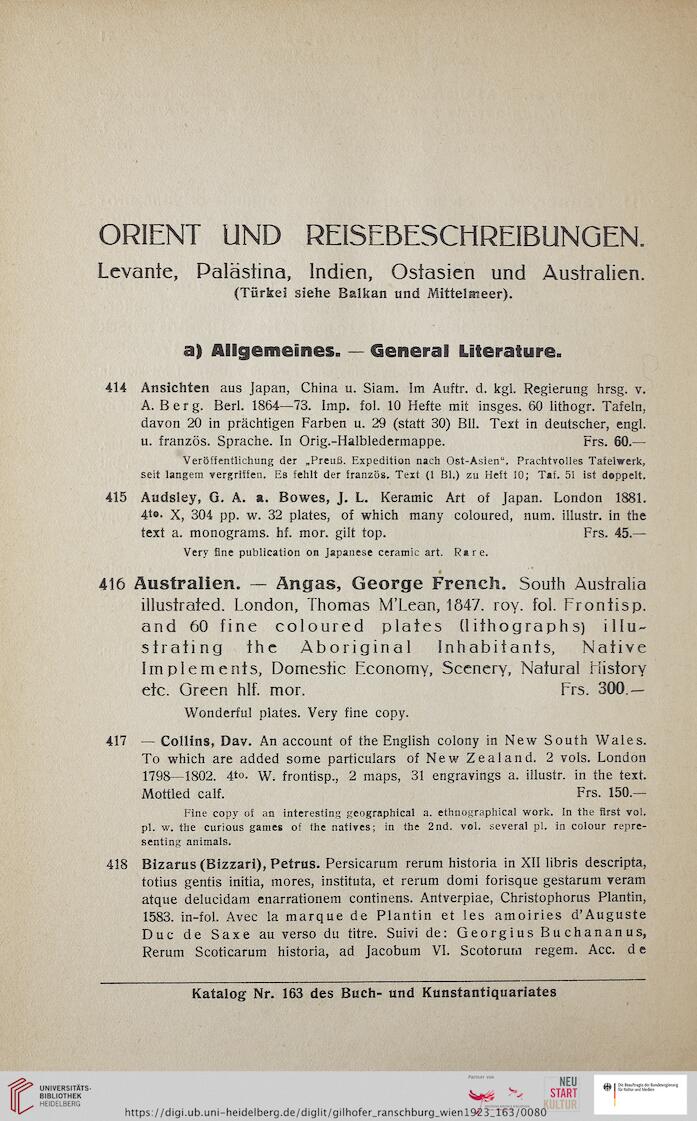 ORIENT UND REISEBESCHREIBUNGEN.
Levante, Palästina, Indien, Ostasien und Australien.
(Türkei siehe Balkan und Mittelmeer).
a) Allgemeines. — General Literature.
414 Ansichten aus Japan, China u. Siam. Im Auftr. d. kgl. Regierung hrsg. v.
A. Berg. Berl. 1864—73. Imp. fol. 10 Hefte mit insges. 60 lithogr. Tafeln,
davon 20 in prächtigen Farben u. 29 (statt 30) Bll. Text in deutscher, engl.
u. französ. Sprache. In Orig.-Halbledermappe. Frs. 60.—
Veröffentlichung der „Preuß. Expedition nach Ost-Asien“. Prachtvolles Tafelwerk,
seit langem vergriffen. Es fehlt der französ. Text (1 Bl.) zu Heft 10; Taf. 51 ist doppelt.
415 Audsley, G. A. a. Bowes, J. L. Keramic Art of Japan. London 1881.
4to. X, 304 pp. w. 32 plates, of which many coloured, num. illustr. in the
text a. monograms. hf. mor. gilt top. Frs. 45.—
Very fine publication on Japanese ceramic art. Rare.
416 Australien. — Angas, George French. South Australia
illustrated. London, Thomas M'Lean, 1847. roy. fol. Frontisp.
and 60 fine coloured plates (lithographs) illu-
strating the Aboriginal Inhabitants, Native
Implements, Domestic Economy, Scenery, Natural History
etc. Green hlf. mor. Frs. 300.—
Wonderful plates. Very fine copy.
417 — Collins, Dav. An account of the English colony in New South Wales.
To which are added some particulars of New Zealand. 2 vols. London
1798—1802. 4to. W. frontisp., 2 maps, 31 engravings a. illustr. in the text.
Mottled calf. Frs. 150.—
Fine copy of an interesting geographical a. ethnographical work. In the first vol.
pl. w. the curious games of the natives; in the 2nd. vol. several pl. in colour repre-
senting animals.
418 Bizarus (Bizzari), Petrus. Persicarum rerum historia in XII libris descripta,
totius gentis initia, mores, instituta, et rerum domi forisque gestarum veram
atque delucidam enarrationem continens. Antverpiae, Christophorus Plantin,
1583. in-fol. Avec la marque de Plantin et les amoiries d'Auguste
Duc de Saxe au verso du titre. Suivi de: Georgius Buchananus,
Rerum Scoticarum historia, ad Jacobum VI. Scotorum regem. Acc. de
Katalog Nr. 163 des Buch- und Kunstantiquariates
UNIVERSITÄTS-
BIBLIOTHEK
HEIDELBERG
https://digi.ub.uni-heidelberg.de/diglit/gilhofer_ranschburg_wien1923_163/0080
Partner von
NEU
START
KULTUR
Die Beauftragte der Bundesregierung
für Kultur und Medien